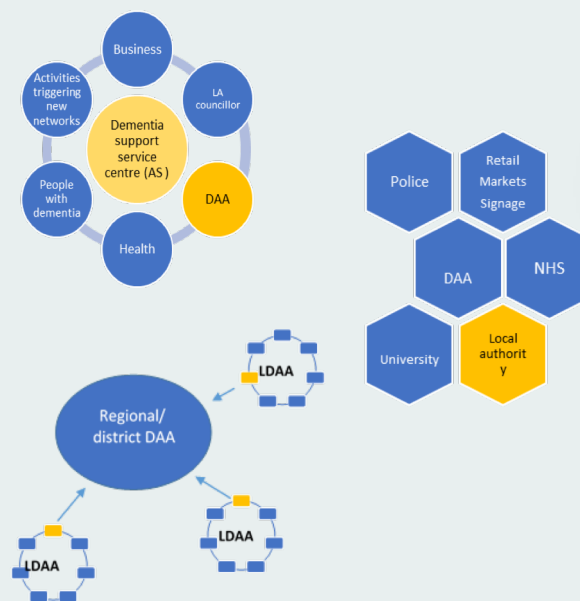 Business
Activities
triggering
new
networks
LA
councillor
Dementia
support
service
centre (AS )
People
with
dementia
DAA
Health
Police
Retail
Markets
Signage
DAA
NHS
University
Local
authorit
y
LDAA
Regional/
district DAA
LDAA
LDAA